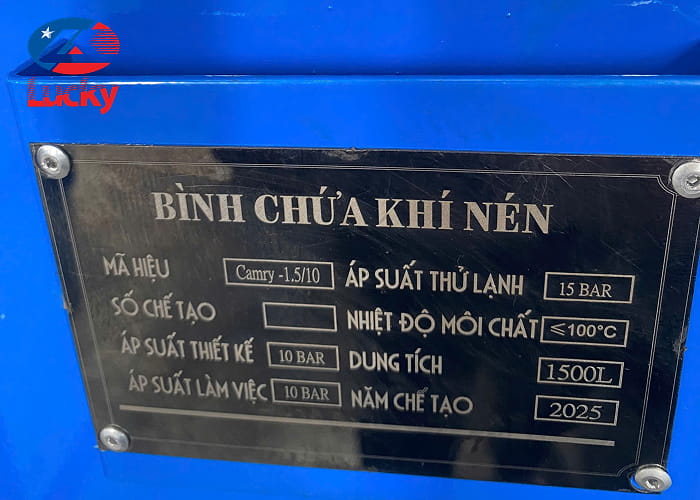 Lucky
BÌNH CHỨA KHÍ NÉN
MÃ HIỆU Camry -1.5/10 ÁP SUẤT THỬ LẠNH 15 BAR
SỐ CHẾ TẠO NHIỆT ĐỘ MÔI CHẤT ≤100°C
ÁP SUẤT THIẾT KẾ 10 BAR DUNG TÍCH 1500L
ÁP SUẤT LÀM VIỆC 10 BAR NĂM CHẾ TẠO 2025